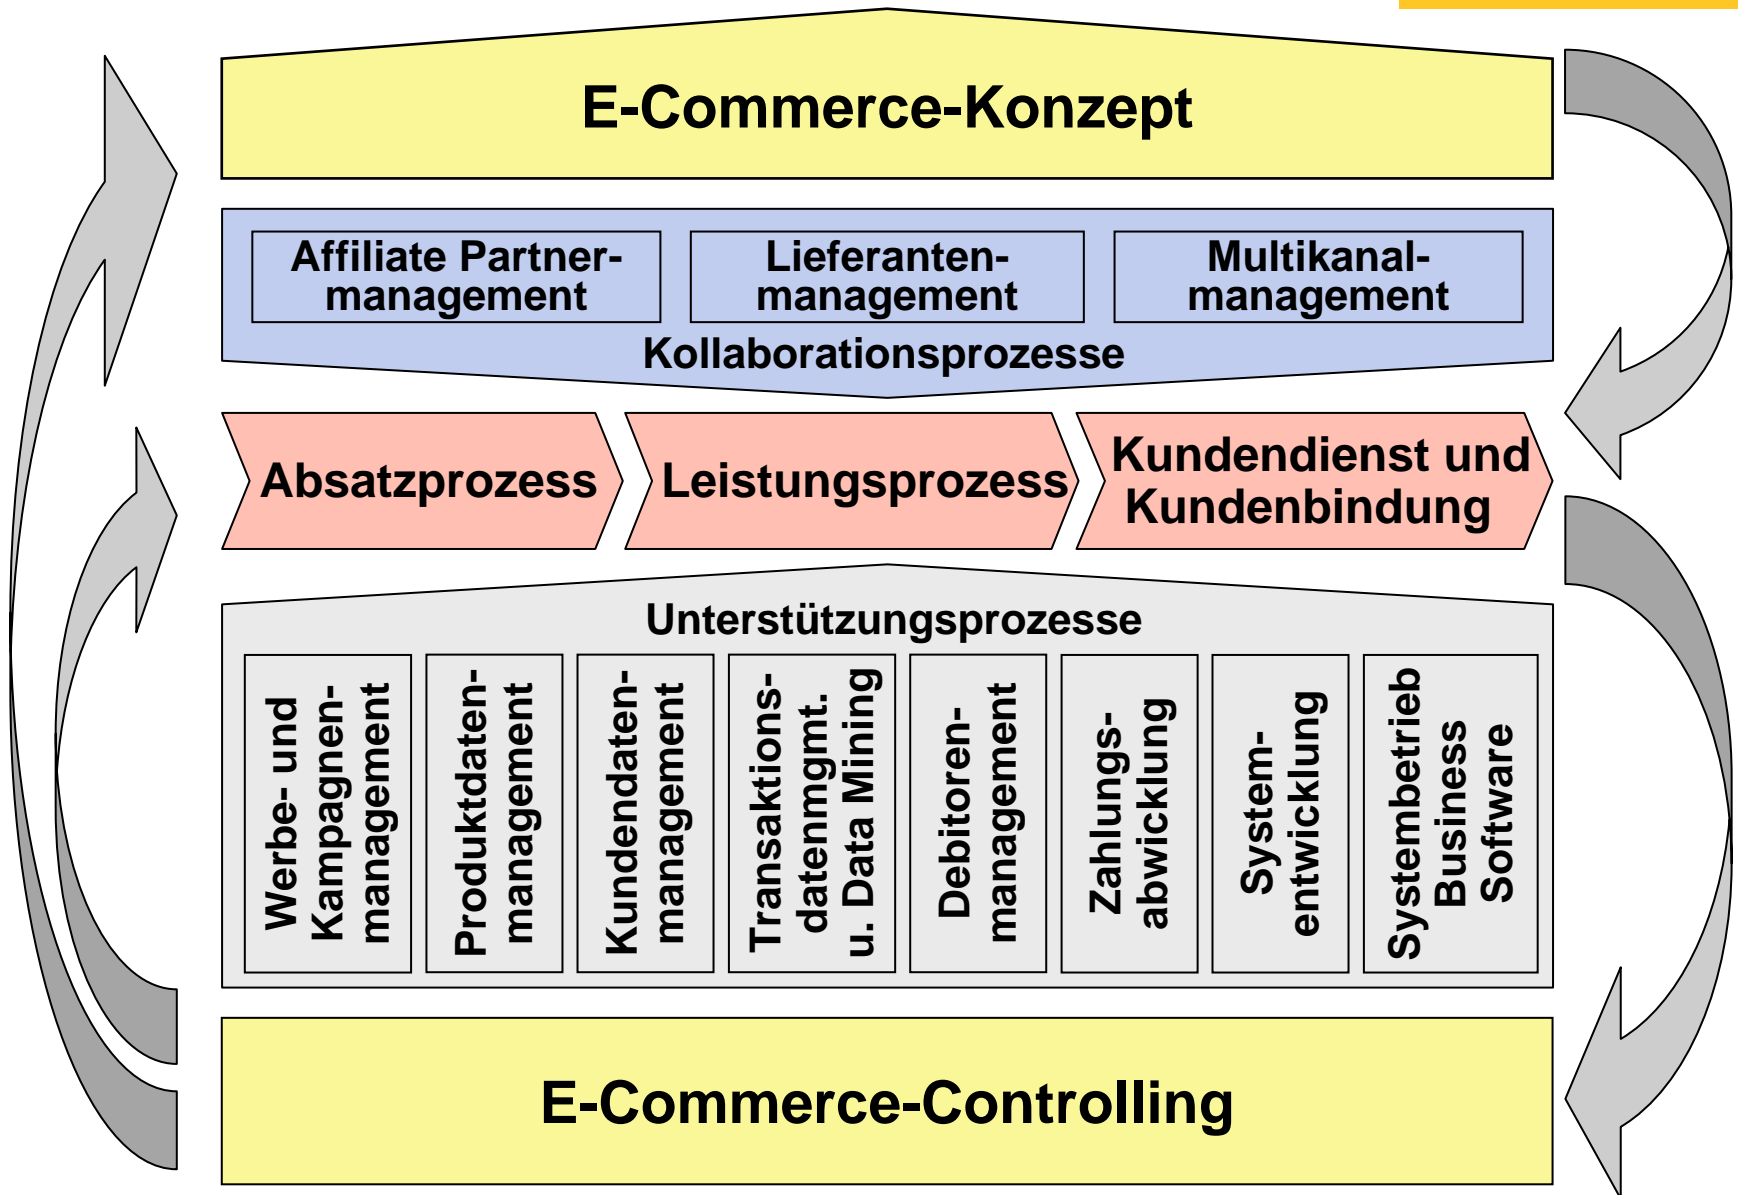 E-Commerce-Konzept
Affiliate Partner-
management
Lieferanten-
management
Multikanal-
management
Kollaborationsprozesse
Absatzprozess
Leistungsprozess
Kundendienst und
Kundenbindung
Unterstützungsprozesse
Werbe- und
Kampagnen-
management
Produktdaten-
management
Kundendaten-
management
Transaktions-
datenmgmt.
u. Data Mining
Debitoren-
management
Zahlungs-
abwicklung
System-
entwicklung
Systembetrieb
Business
Software
E-Commerce-Controlling